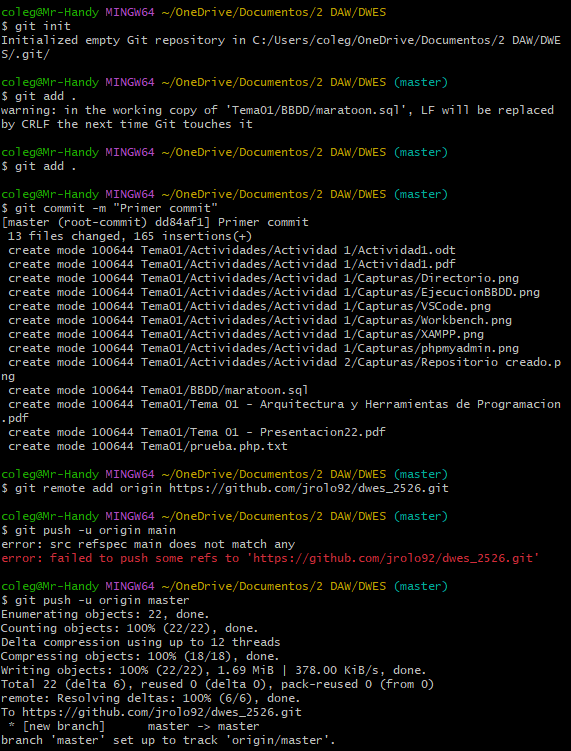 coleg@Mr-Handy MINGW64 ~/OneDrive/Documentos/2 DAW/DWES
$ git init
Initialized empty Git repository in C:/Users/coleg/OneDrive/Documentos/2 DAW/DWE
S/.git/
coleg@Mr-Handy MINGW64 ~/OneDrive/Documentos/2 DAW/DWES (master)
$ git add .
warning: in the working copy of 'Tema01/BBDD/maratoon.sql', LF will be replaced
by CRLF the next time Git touches it
coleg@Mr-Handy MINGW64 ~/OneDrive/Documentos/2 DAW/DWES (master)
$ git add .
coleg@Mr-Handy MINGW64 ~/OneDrive/Documentos/2 DAW/DWES (master)
$ git commit -m "Primer commit"
[master (root-commit) dd84af1] Primer commit
 13 files changed, 165 insertions(+)
 create mode 100644 Tema01/Actividades/Actividad 1/Actividad1.odt
 create mode 100644 Tema01/Actividades/Actividad 1/Actividad1.pdf
 create mode 100644 Tema01/Actividades/Actividad 1/Capturas/Directorio.png
 create mode 100644 Tema01/Actividades/Actividad 1/Capturas/EjecucionBBDD.png
 create mode 100644 Tema01/Actividades/Actividad 1/Capturas/VSCode.png
 create mode 100644 Tema01/Actividades/Actividad 1/Capturas/Workbench.png
 create mode 100644 Tema01/Actividades/Actividad 1/Capturas/XAMPP.png
 create mode 100644 Tema01/Actividades/Actividad 1/Capturas/phpmyadmin.png
 create mode 100644 Tema01/Actividades/Actividad 2/Capturas/Repositorio creado.p
ng
 create mode 100644 Tema01/BBDD/maratoon.sql
 create mode 100644 Tema01/Tema 01 - Arquitectura y Herramientas de Programacion
.pdf
 create mode 100644 Tema01/Tema 01 - Presentacion22.pdf
 create mode 100644 Tema01/prueba.php.txt
coleg@Mr-Handy MINGW64 ~/OneDrive/Documentos/2 DAW/DWES (master)
$ git remote add origin https://github.com/jrolo92/dwes_2526.git
coleg@Mr-Handy MINGW64 ~/OneDrive/Documentos/2 DAW/DWES (master)
$ git push -u origin main
error: src refspec main does not match any
error: failed to push some refs to 'https://github.com/jrolo92/dwes_2526.git'
coleg@Mr-Handy MINGW64 ~/OneDrive/Documentos/2 DAW/DWES (master)
$ git push -u origin master
Enumerating objects: 22, done.
Counting objects: 100% (22/22), done.
Delta compression using up to 12 threads
Compressing objects: 100% (18/18), done.
Writing objects: 100% (22/22), 1.69 MiB | 378.00 KiB/s, done.
Total 22 (delta 6), reused 0 (delta 0), pack-reused 0 (from 0)
remote: Resolving deltas: 100% (6/6), done.
To https://github.com/jrolo92/dwes_2526.git
 * [new branch]      master -> master
branch 'master' set up to track 'origin/master'.